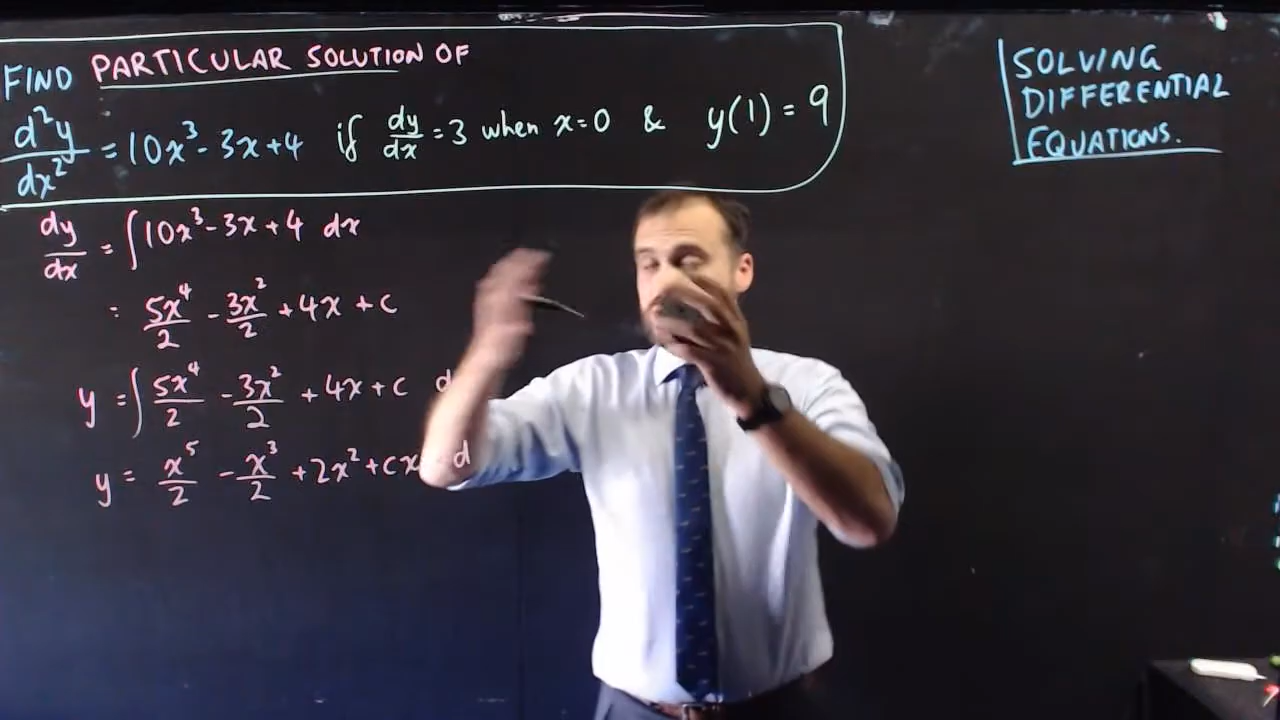 FIND PARTICULAR SOLUTION OF
d²y/dx² = 10x³ - 3x + 4 if dy/dx = 3 when x = 0 & y(1) = 9
SOLVING
DIFFERENTIAL
EQUATIONS.
dy/dx = ∫ 10x³ - 3x + 4 dx
= 5x⁴/2 - 3x²/2 + 4x + c
y = ∫ 5x⁴/2 - 3x²/2 + 4x + c
y = x⁵/2 - x³/2 + 2x² + cx d